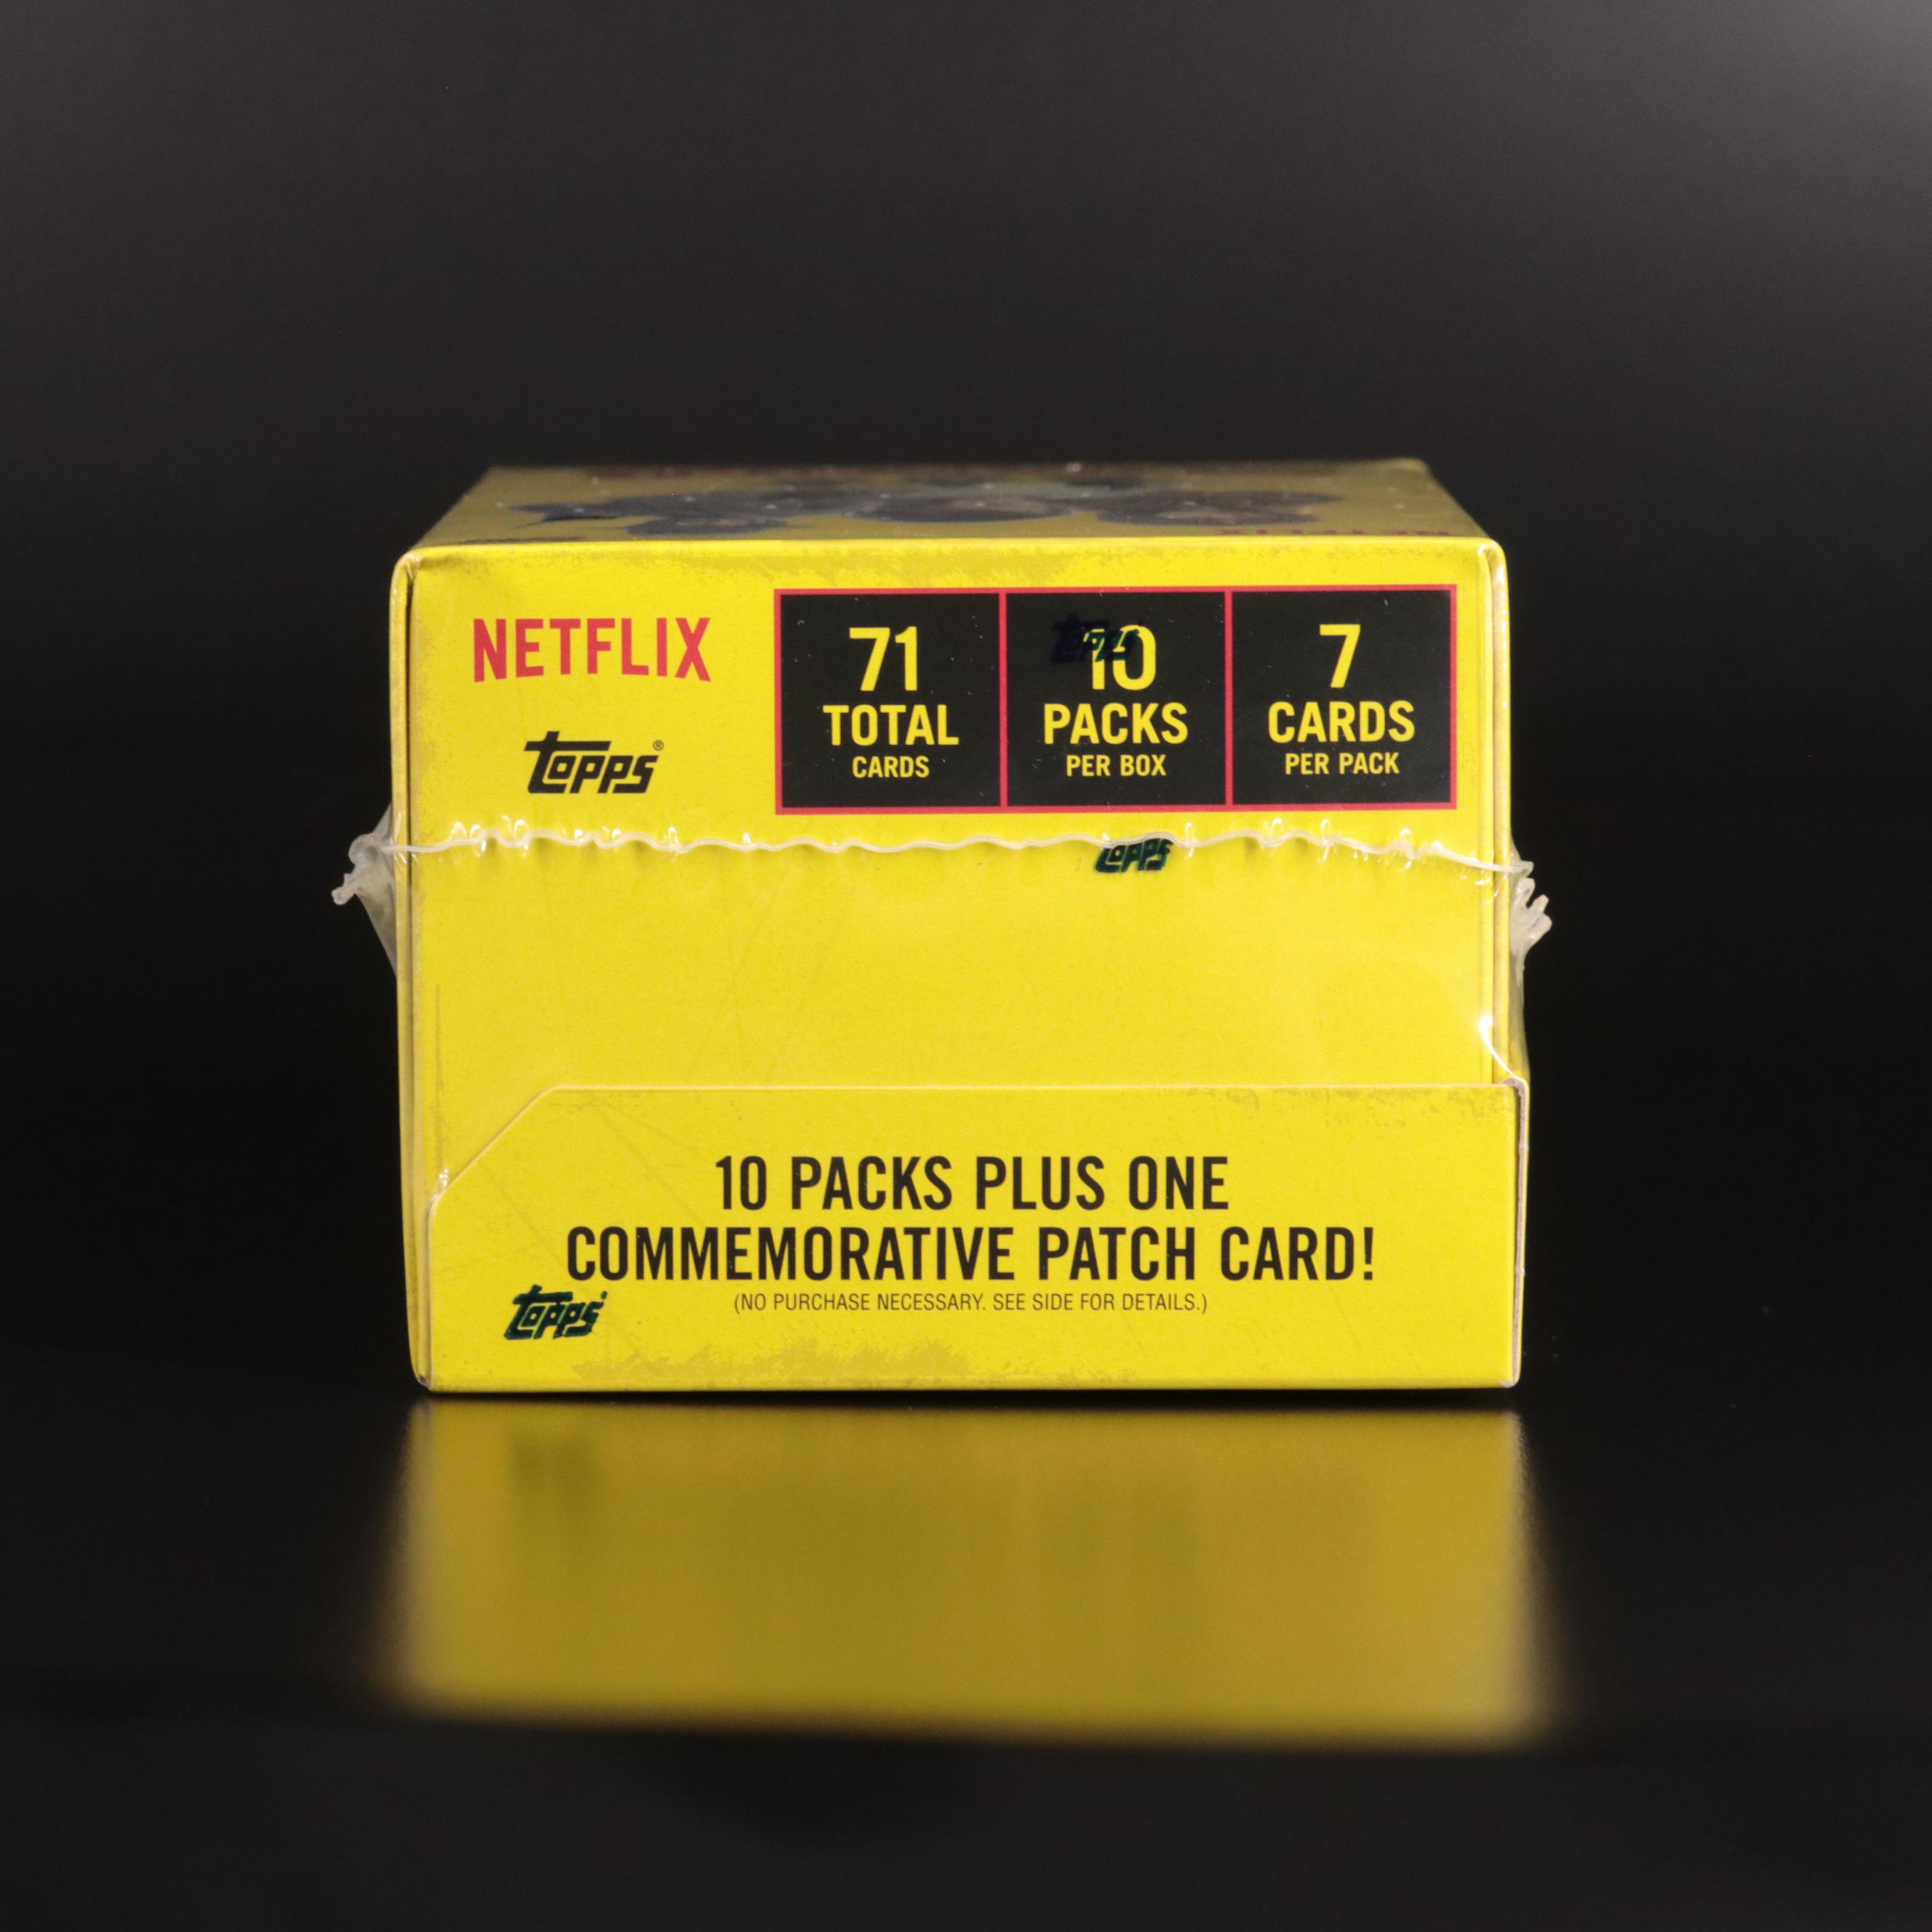 NETFLIX
topps®
71
TOTAL
CARDS
10
PACKS
PER BOX
7
CARDS
PER PACK
topps
topps
10 PACKS PLUS ONE
COMMEMORATIVE PATCH CARD!
(NO PURCHASE NECESSARY. SEE SIDE FOR DETAILS.)
topps